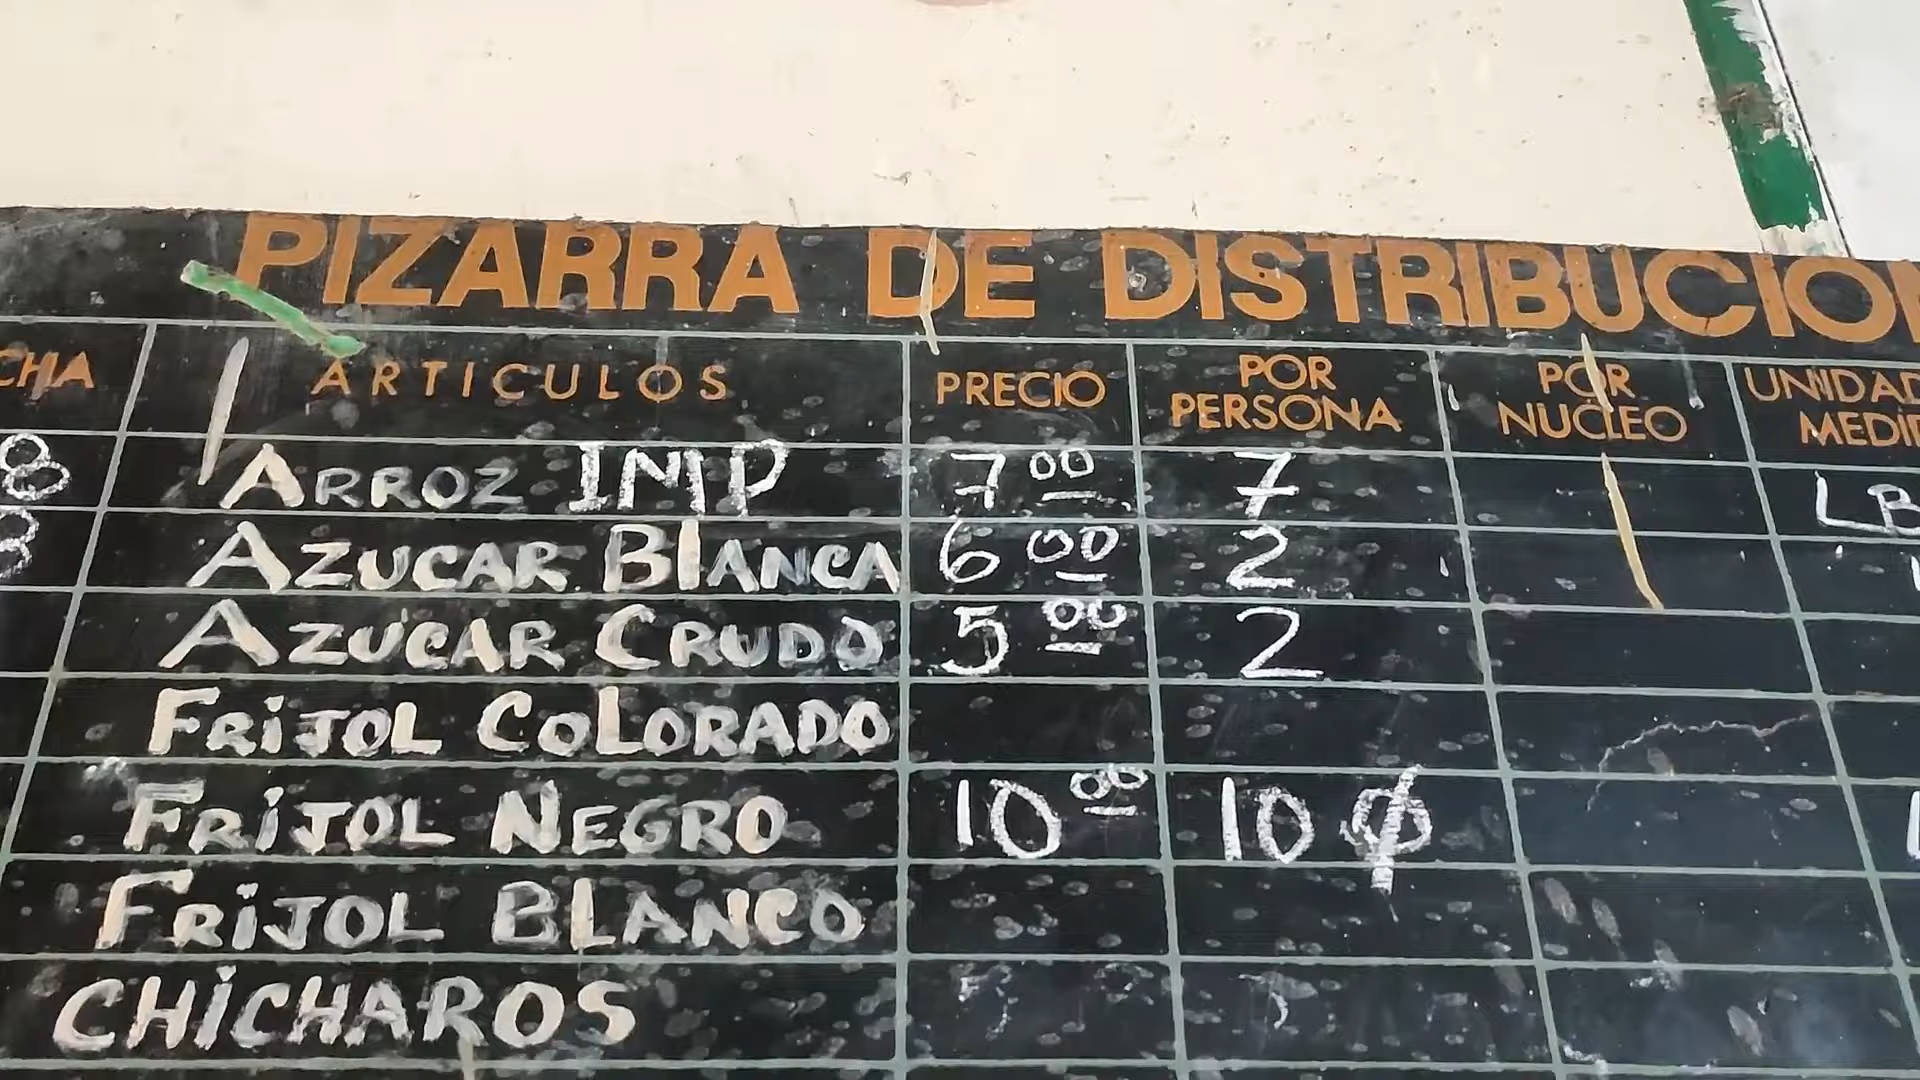 PIZARRA DE DISTRIBUCION
CHA ARTICULOS PRECIO POR PERSONA POR NUCLEO UNIDAD MEDI
8 ARROZ IMP 7 00 7 LB
8 AZUCAR BLANCA 6 00 2
AZUCAR CRUDO 5 00 2
FRIJOL COLORADO
FRIJOL NEGRO 10 00 10 φ
FRIJOL BLANCO
CHICHAROS